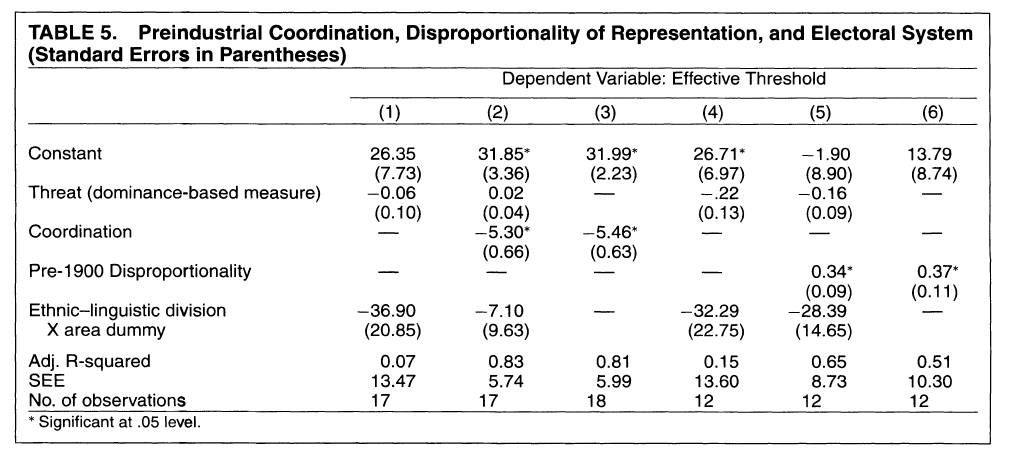 TABLE 5. Preindustrial Coordination, Disproportionality of Representation, and Electoral System
(Standard Errors in Parentheses)
Dependent Variable: Effective Threshold
(1) (2) (3) (4) (5) (6)
Constant 26.35 31.85* 31.99* 26.71* −1.90 13.79
(7.73) (3.36) (2.23) (6.97) (8.90) (8.74)
Threat (dominance-based measure) −0.06 0.02 — −.22 −0.16 —
(0.10) (0.04) (0.13) (0.09)
Coordination — −5.30* −5.46* — — —
(0.66) (0.63)
Pre-1900 Disproportionality — — — — 0.34* 0.37*
(0.09) (0.11)
Ethnic–linguistic division −36.90 −7.10 — −32.29 −28.39 —
X area dummy (20.85) (9.63) (22.75) (14.65)
Adj. R-squared 0.07 0.83 0.81 0.15 0.65 0.51
SEE 13.47 5.74 5.99 13.60 8.73 10.30
No. of observations 17 17 18 12 12 12
* Significant at .05 level.